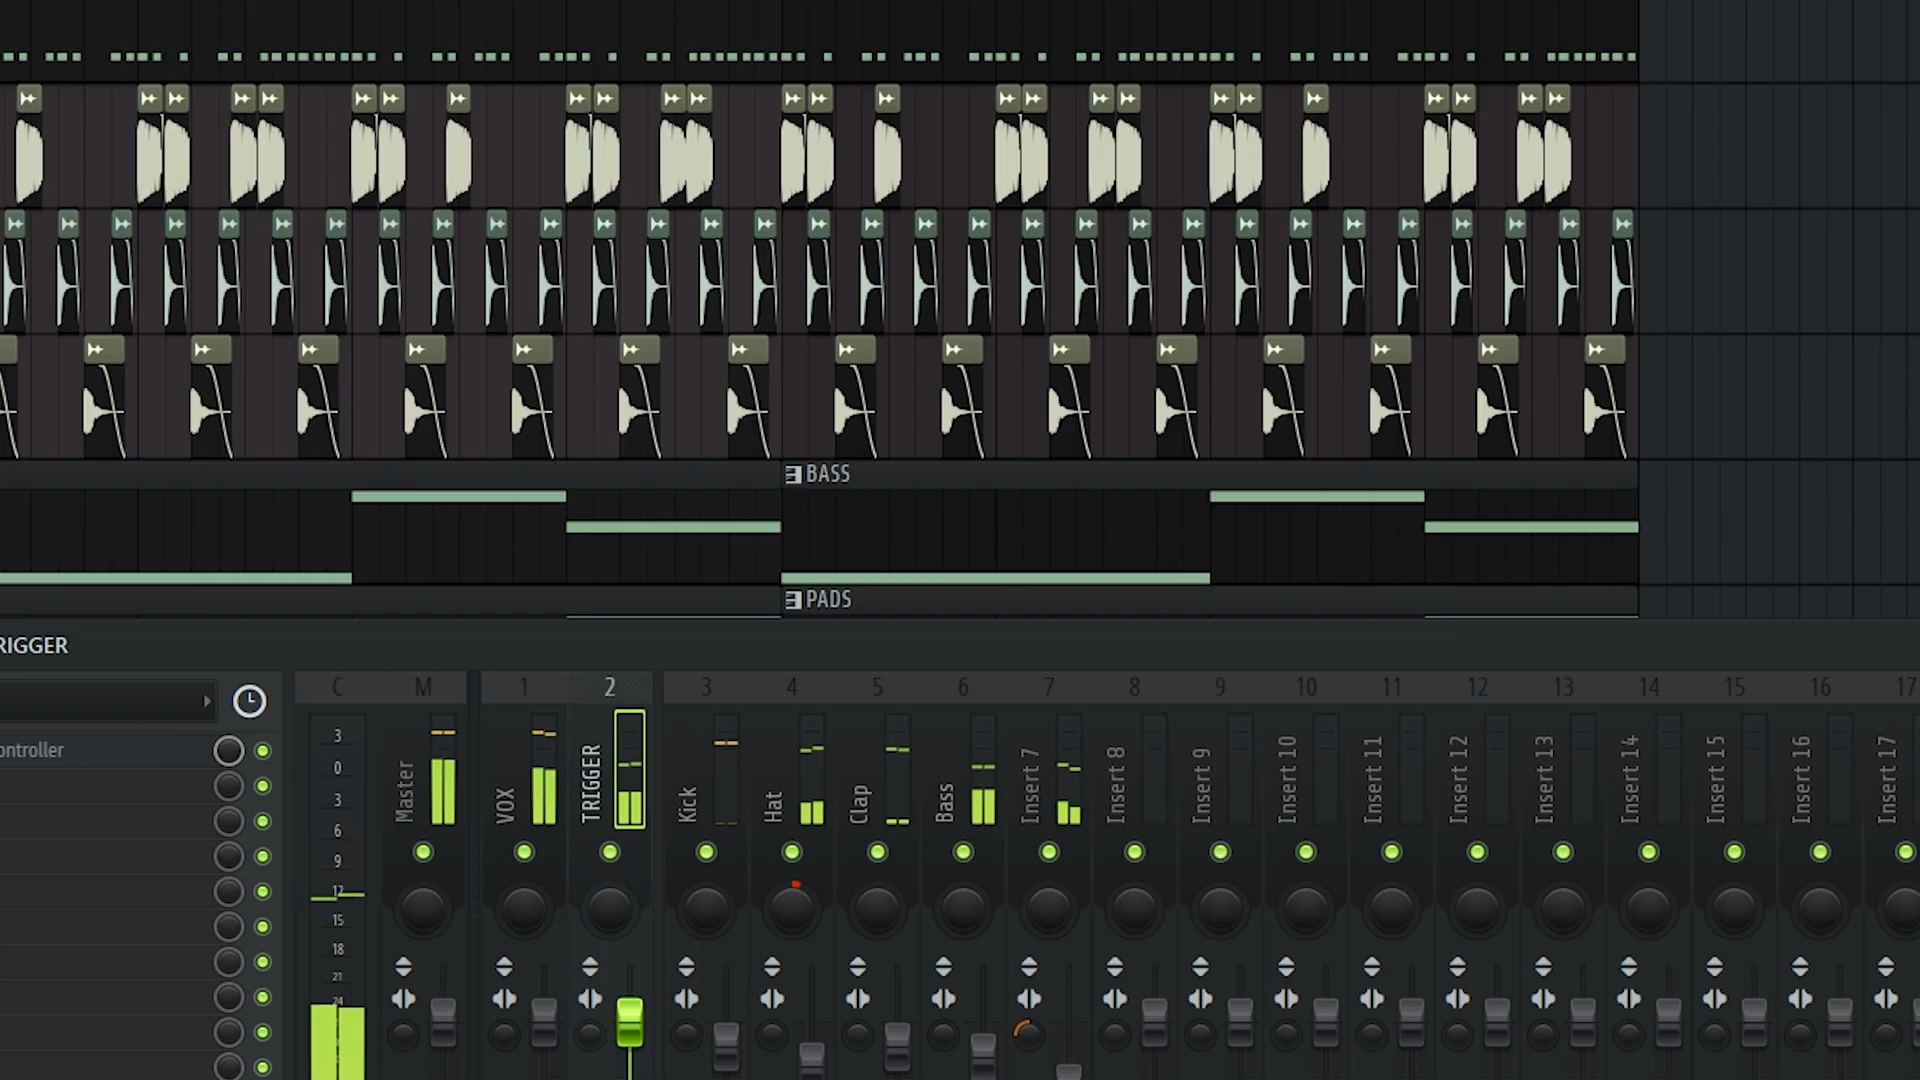 BASS
PADS
RIGGER
ontroller
C M 1 2 3 4 5 6 7 8 9 10 11 12 13 14 15 16 17
3
0
3
6
9
12
15
18
21
24
Master
VOX
TRIGGER
Kick
Hat
Clap
Bass
Insert 7
Insert 8
Insert 9
Insert 10
Insert 11
Insert 12
Insert 13
Insert 14
Insert 15
Insert 16
Insert 17